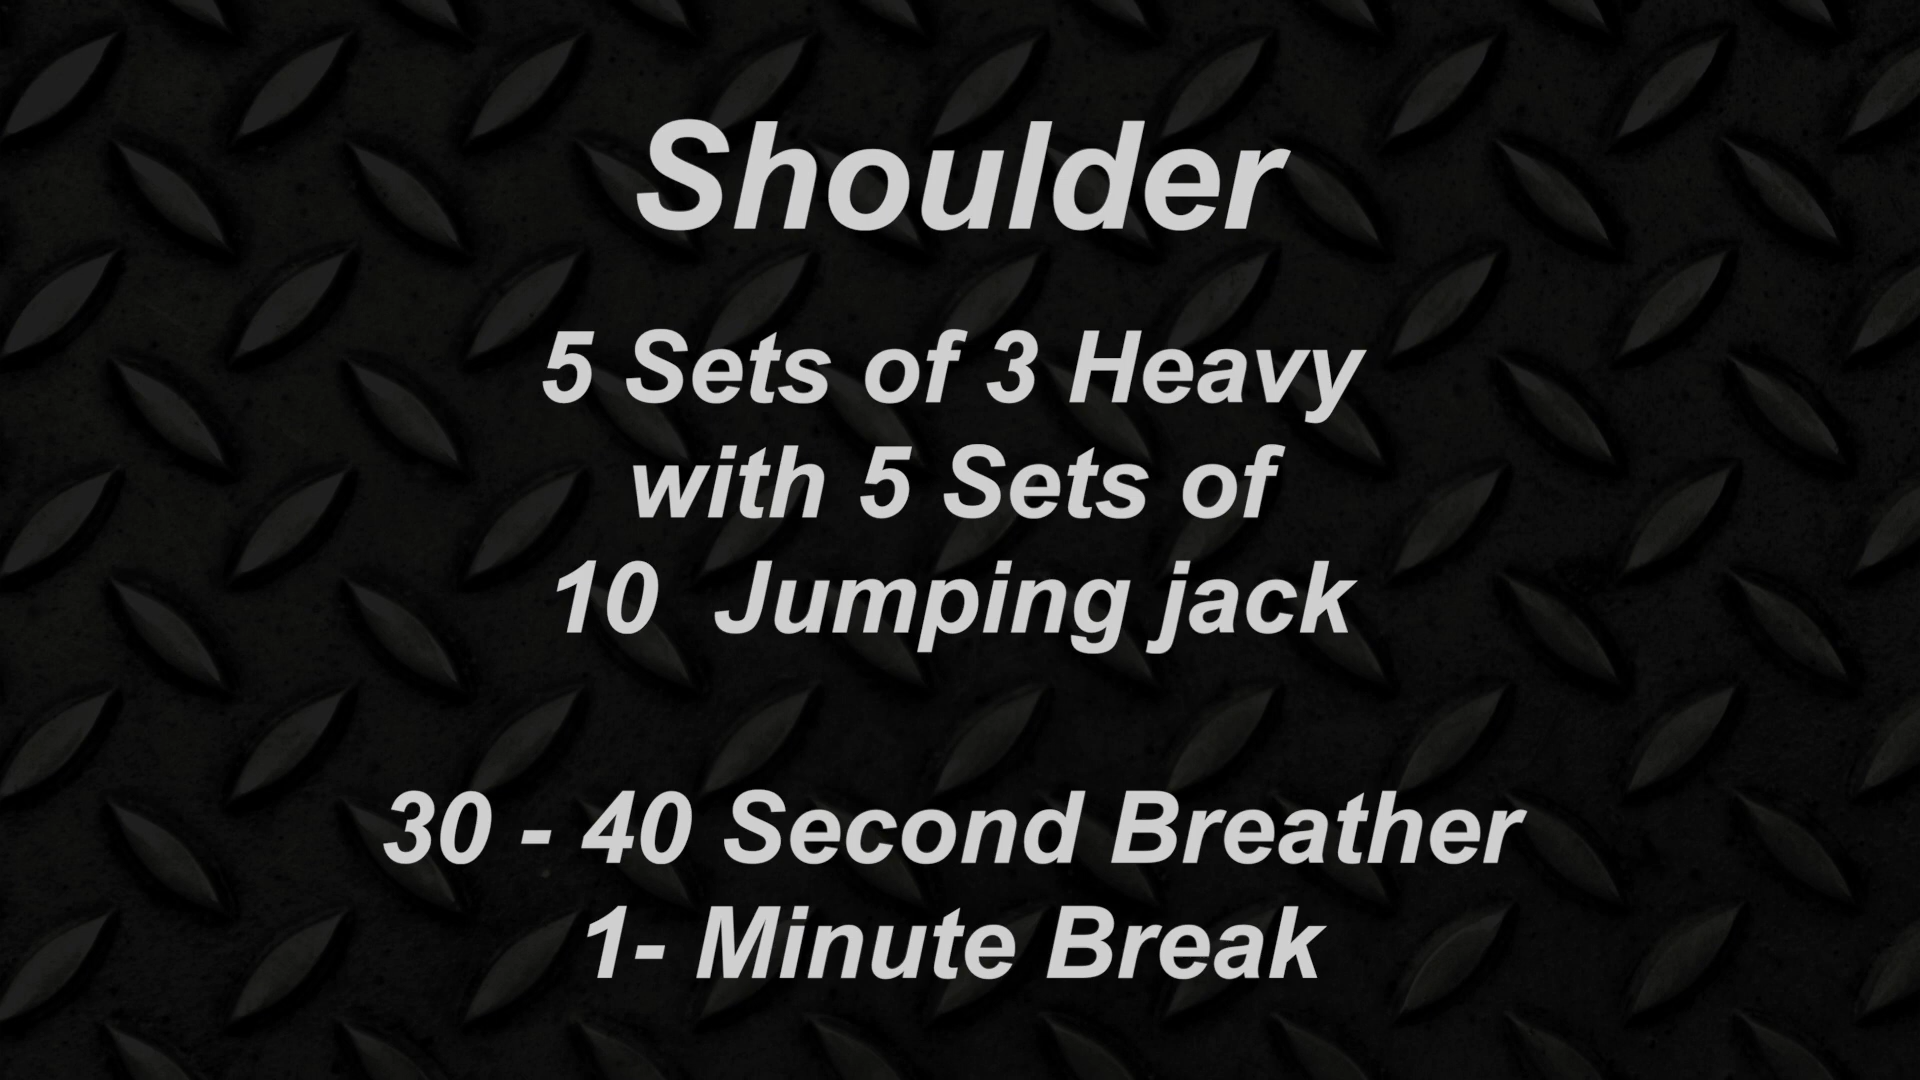 Shoulder
5 Sets of 3 Heavy
with 5 Sets of
10  Jumping jack
30 - 40 Second Breather
1- Minute Break